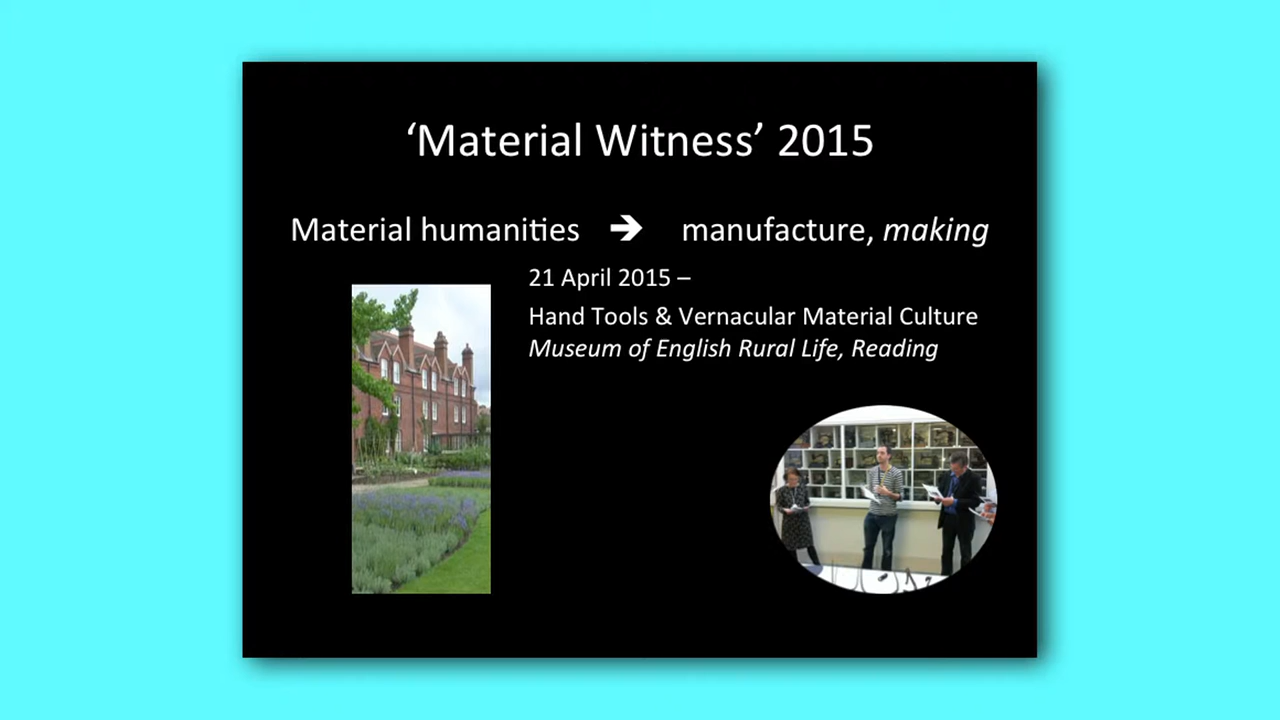 ‘Material Witness’ 2015
Material humanities ➔ manufacture, making
21 April 2015 –
Hand Tools & Vernacular Material Culture
Museum of English Rural Life, Reading